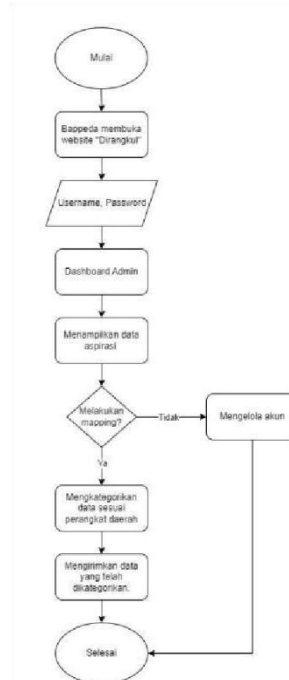 Mulai
Bappeda membuka
website "Dirangkul"
Username, Password
Dashboard Admin
Menampilkan data
aspirasi
Melakukan
mapping?
Tidak
Mengelola akun
Ya
Mengkategorikan
data sesuai
perangkat daerah
Mengirimkan data
yang telah
dikategorikan.
Selesai